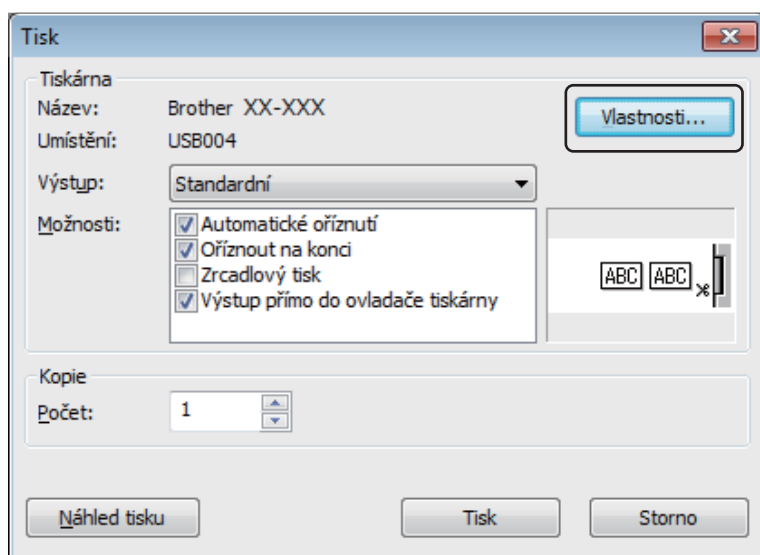 Tisk
Tiskárna
Název: Brother XX-XXX
Vlastnosti...
Umístění: USB004
Výstup: Standardní
Možnosti: Automatické oříznutí
Oříznout na konci
Zrcadlový tisk
Výstup přímo do ovladače tiskárny
ABC ABC
Kopie
Počet: 1
Náhled tisku Tisk Storno